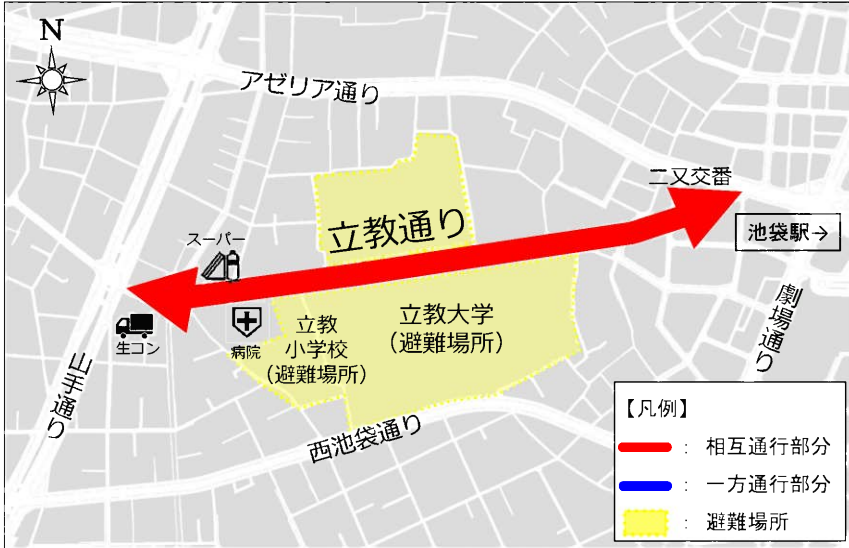 N
アゼリア通り
二又交番
立教通り
池袋駅→
スーパー
劇場通り
生コン
病院
立教
小学校
(避難場所)
立教大学
(避難場所)
山手通り
西池袋通り
【凡例】
: 相互通行部分
: 一方通行部分
: 避難場所